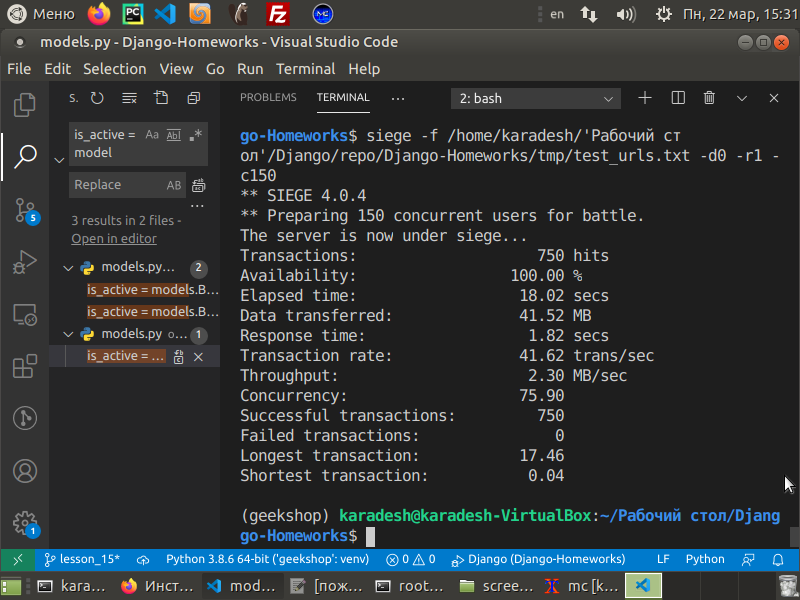 Меню
PC
Fz
en
Пн, 22 мар, 15:31
models.py - Django-Homeworks - Visual Studio Code
File Edit Selection View Go Run Terminal Help
S.
PROBLEMS TERMINAL ... 2: bash
is_active = model
Aa Abl .*
Replace
AB
...
3 results in 2 files -
Open in editor
models.py... 2
is_active = models.B...
is_active = models.B...
models.py o... 1
is_active = ...
5
1
go-Homeworks$ siege -f /home/karadesh/'Рабочий ст
ол'/Django/repo/Django-Homeworks/tmp/test_urls.txt -d0 -r1 -
c150
** SIEGE 4.0.4
** Preparing 150 concurrent users for battle.
The server is now under siege...
Transactions: 750 hits
Availability: 100.00 %
Elapsed time: 18.02 secs
Data transferred: 41.52 MB
Response time: 1.82 secs
Transaction rate: 41.62 trans/sec
Throughput: 2.30 MB/sec
Concurrency: 75.90
Successful transactions: 750
Failed transactions: 0
Longest transaction: 17.46
Shortest transaction: 0.04
(geekshop) karadesh@karadesh-VirtualBox:~/Рабочий стол/Djang
go-Homeworks$
lesson_15* Python 3.8.6 64-bit ('geekshop': venv) 0 0 Django (Django-Homeworks) LF Python
kara... Инст... mod... [пож... root... scree... mc [k...